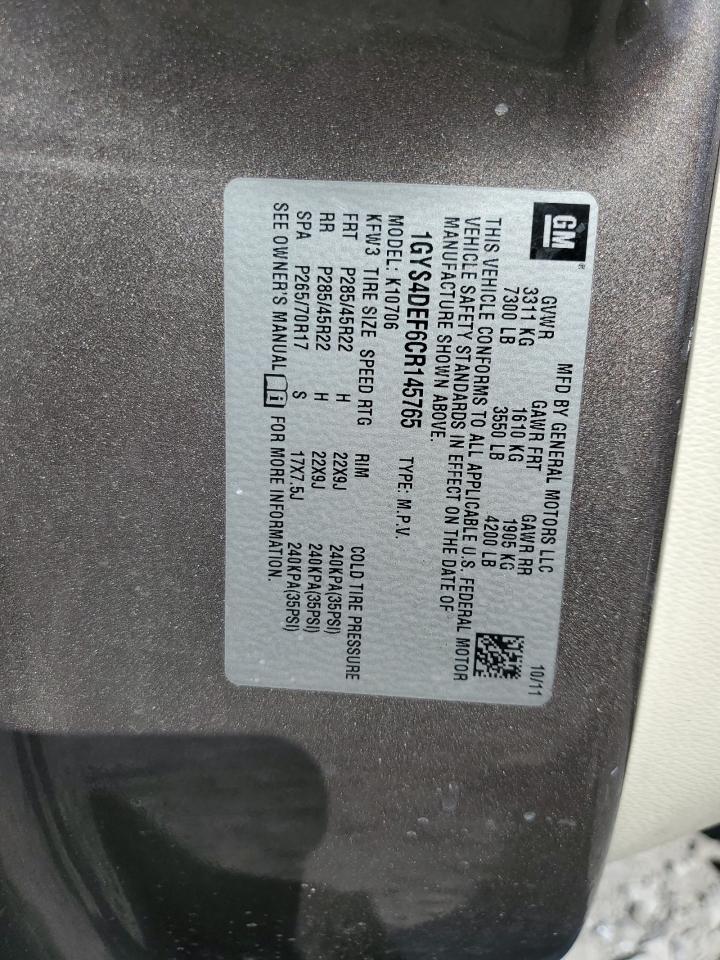 GM
MFD BY GENERAL MOTORS LLC 10/11
GVWR GAWR FRT GAWR RR
3311 KG 1610 KG 1905 KG
7300 LB 3550 LB 4200 LB
THIS VEHICLE CONFORMS TO ALL APPLICABLE U.S. FEDERAL MOTOR
VEHICLE SAFETY STANDARDS IN EFFECT ON THE DATE OF
MANUFACTURE SHOWN ABOVE.
1GYS4DEF6CR145765 TYPE: M.P.V.
MODEL: K10706
KFW3 TIRE SIZE SPEED RTG RIM COLD TIRE PRESSURE
FRT P285/45R22 H 22X9J 240KPA(35PSI)
RR P285/45R22 H 22X9J 240KPA(35PSI)
SPA P265/70R17 S 17X7.5J 240KPA(35PSI)
SEE OWNER'S MANUAL FOR MORE INFORMATION.